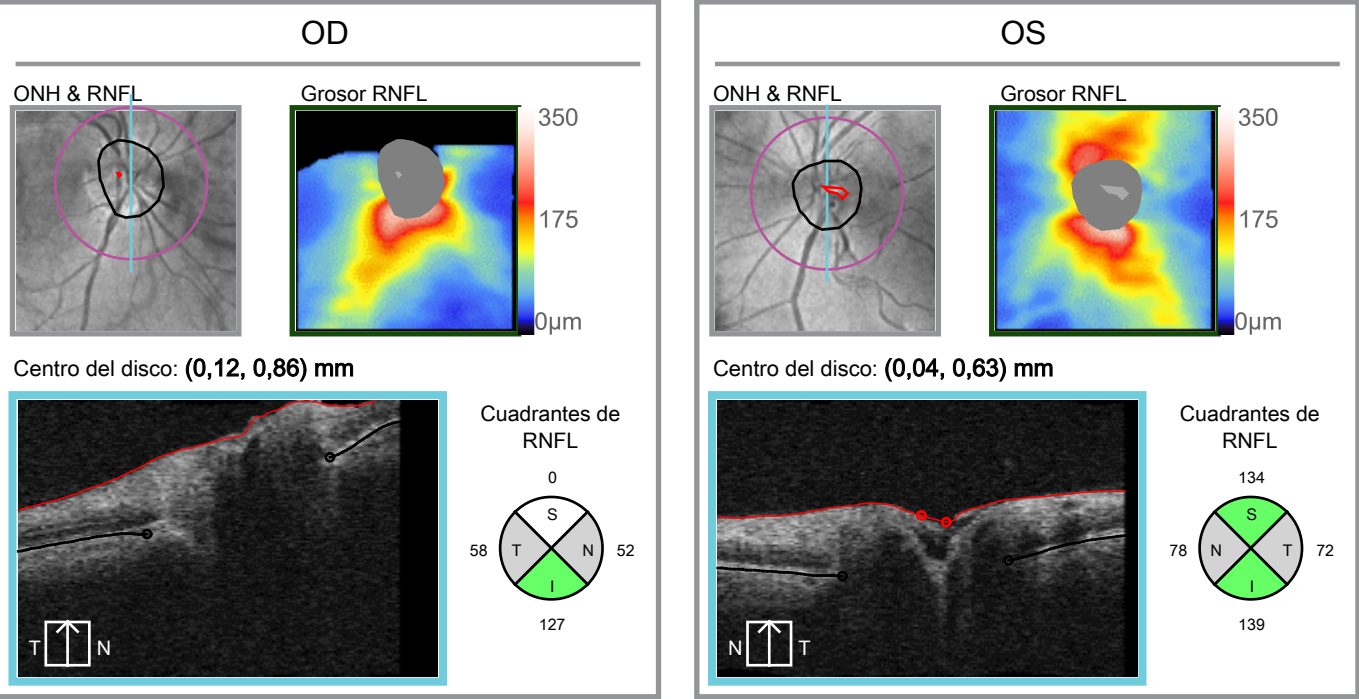 OD
ONH & RNFL
Grosor RNFL
350
175
0µm
Centro del disco: (0,12, 0,86) mm
Cuadrantes de
RNFL
0
S
58
T
N
52
I
127
T
N
OS
ONH & RNFL
Grosor RNFL
350
175
0µm
Centro del disco: (0,04, 0,63) mm
Cuadrantes de
RNFL
134
S
78
N
T
72
I
139
N
T